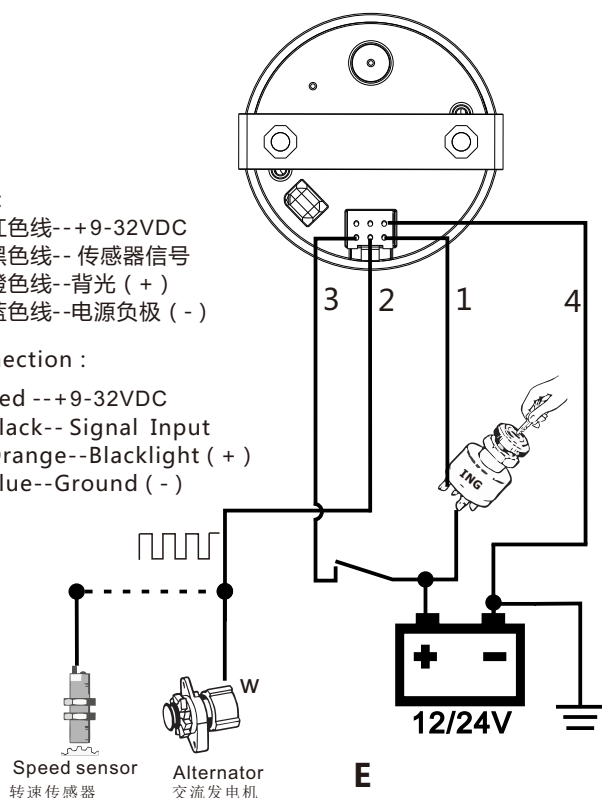 :
红色线--+9-32VDC
黑色线-- 传感器信号
橙色线--背光 ( + )
蓝色线--电源负极 ( - )
nection :
ed --+9-32VDC
lack-- Signal Input
Orange--Blacklight ( + )
lue--Ground ( - )
3 2 1 4
ING
W
12/24V
Speed sensor
转速传感器
Alternator
交流发电机
E